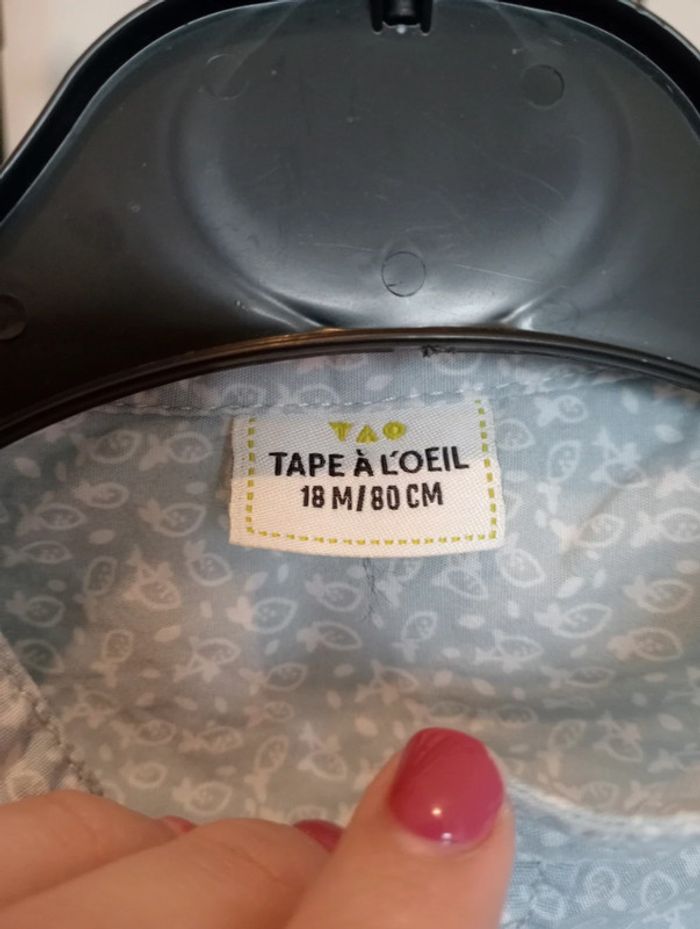 TAO
TAPE À L'OEIL
18 M/80 CM